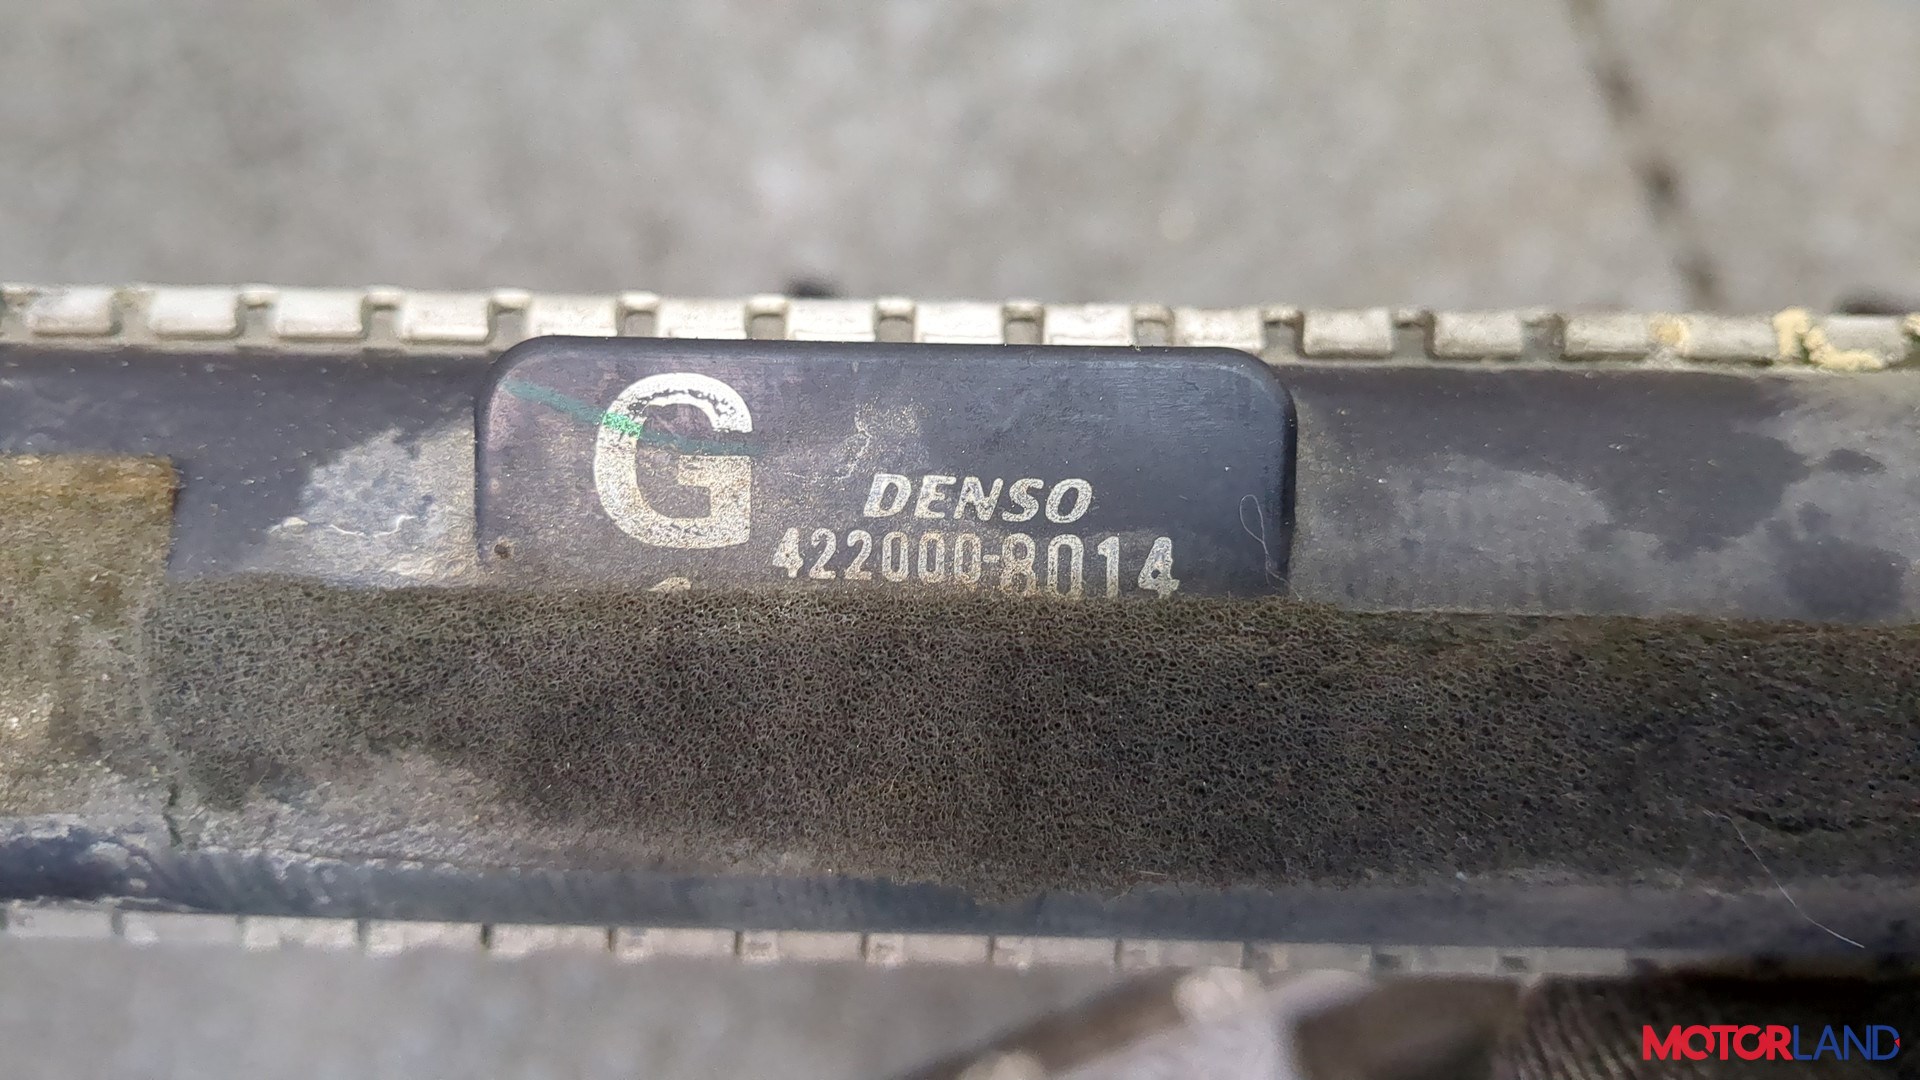 G
DENSO
422000-8014
MOTORLAND